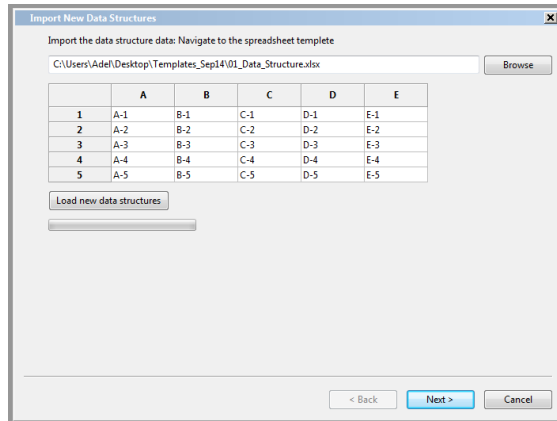 Import New Data Structures
Import the data structure data: Navigate to the spreadsheet templete
C:\Users\Adel\Desktop\Templates_Sep14\01_Data_Structure.xlsx Browse
A B C D E
1 A-1 B-1 C-1 D-1 E-1
2 A-2 B-2 C-2 D-2 E-2
3 A-3 B-3 C-3 D-3 E-3
4 A-4 B-4 C-4 D-4 E-4
5 A-5 B-5 C-5 D-5 E-5
Load new data structures
< Back Next > Cancel